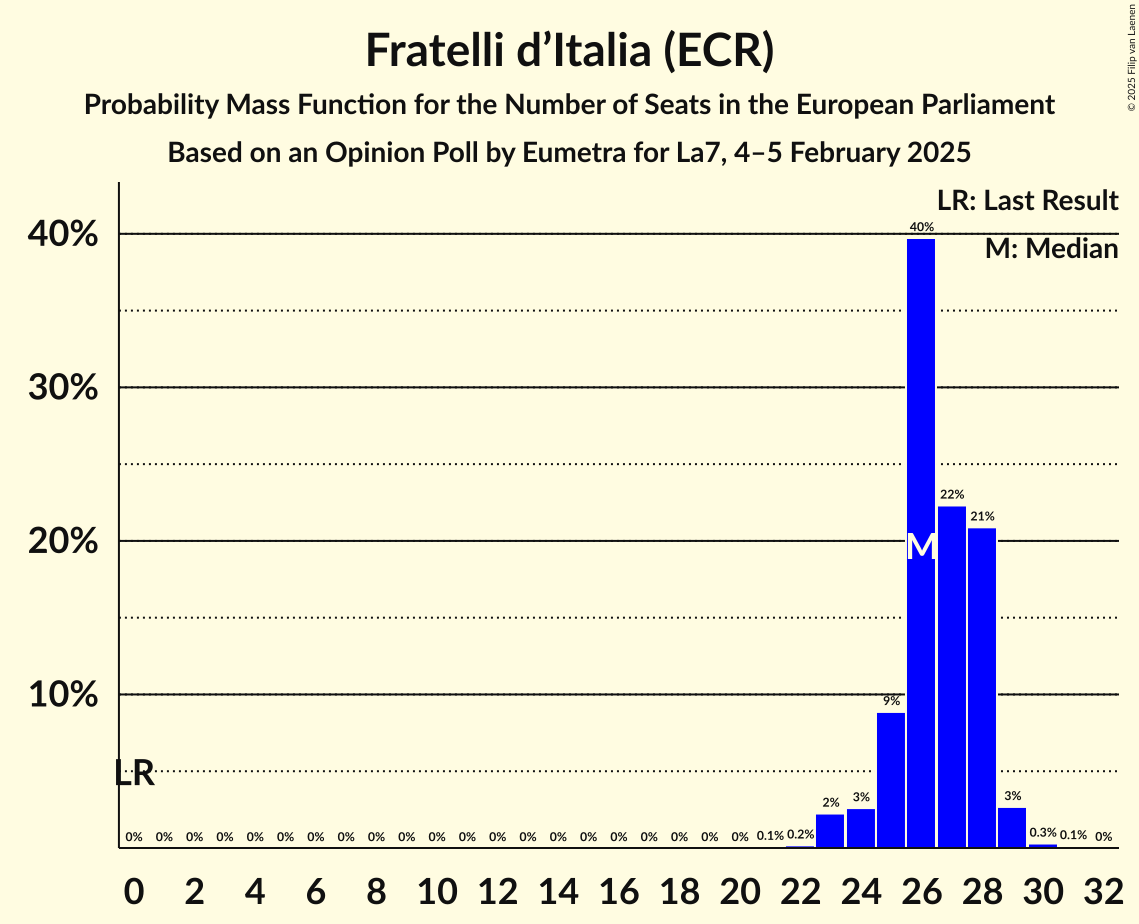 Fratelli d’Italia (ECR)
Probability Mass Function for the Number of Seats in the European Parliament
Based on an Opinion Poll by Eumetra for La7, 4–5 February 2025
© 2025 Filip van Laenen
LR: Last Result
M: Median
40%
30%
20%
10%
LR
M
0% 0% 0% 0% 0% 0% 0% 0% 0% 0% 0% 0% 0% 0% 0% 0% 0% 0% 0% 0% 0% 0.1% 0.2% 2% 3% 9% 40% 22% 21% 3% 0.3% 0.1% 0%
0 2 4 6 8 10 12 14 16 18 20 22 24 26 28 30 32